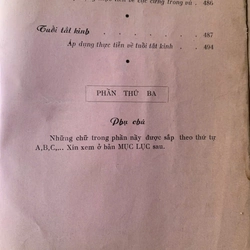 486
Tuổi tắt kinh . . . . . 487
Áp dụng thực tiễn về tuổi tắt kinh . 494
PHẦN THỨ BA
Phụ chú
Những chữ trong phần này được sắp theo thứ tự
A,B,C,... Xin xem ở bản MỤC LỤC sau.